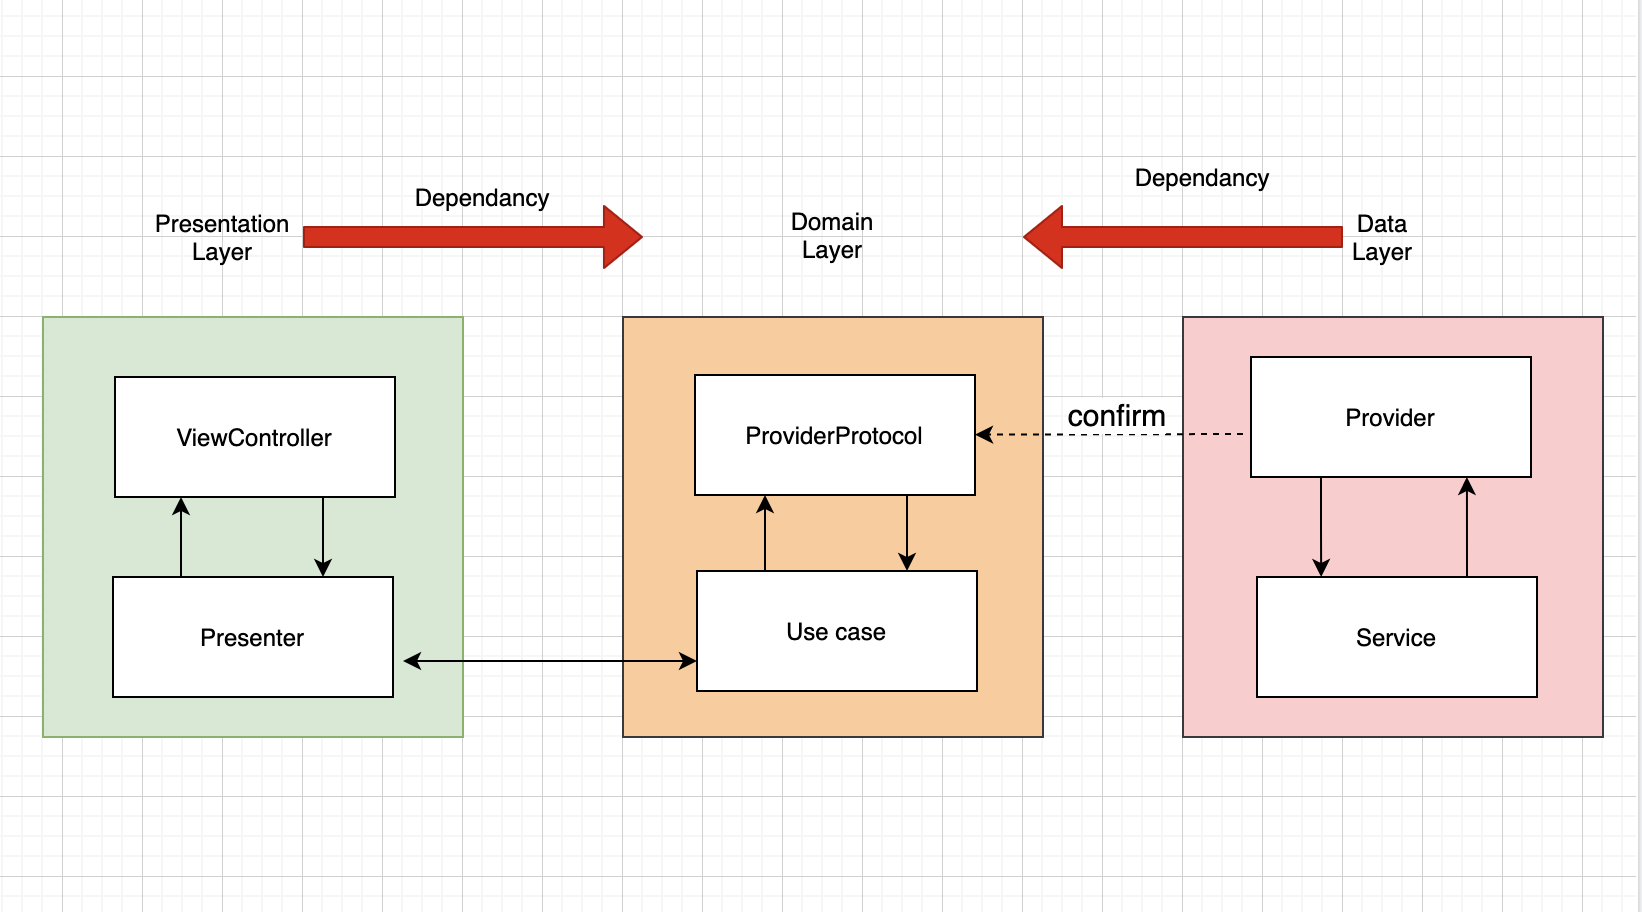 Dependancy
Dependancy
Presentation
Layer
Domain
Layer
Data
Layer
ViewController
ProviderProtocol
confirm
Provider
Presenter
Use case
Service